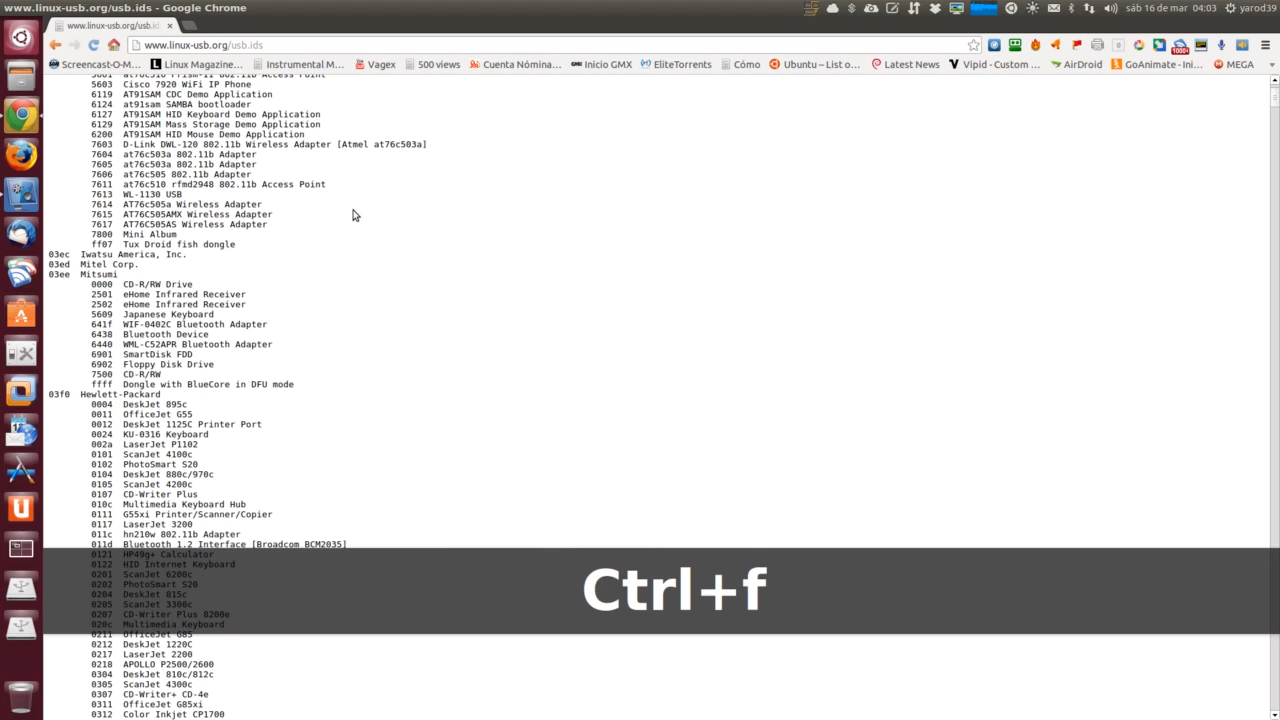 www.linux-usb.org/usb.ids - Google Chrome
sáb 16 de mar 04:03 yarod39
www.linux-usb.org/usb.id
www.linux-usb.org/usb.ids
Screencast-O-M... Linux Magazine... Instrumental M... Vagex 500 views Cuenta Nómina... Inicio GMX EliteTorrents Cómo Ubuntu – List o... Latest News Vipid - Custom ... AirDroid GoAnimate - Inici... MEGA
5603 Cisco 7920 WiFi IP Phone
6119 AT91SAM CDC Demo Application
6124 at91sam SAMBA bootloader
6127 AT91SAM HID Keyboard Demo Application
6129 AT91SAM Mass Storage Demo Application
6200 AT91SAM HID Mouse Demo Application
7603 D-Link DWL-120 802.11b Wireless Adapter [Atmel at76c503a]
7604 at76c503a 802.11b Adapter
7605 at76c503a 802.11b Adapter
7606 at76c505 802.11b Adapter
7611 at76c510 rfmd2948 802.11b Access Point
7613 WL-1130 USB
7614 AT76C505a Wireless Adapter
7615 AT76C505AMX Wireless Adapter
7617 AT76C505AS Wireless Adapter
7800 Mini Album
ff07 Tux Droid fish dongle
03ec Iwatsu America, Inc.
03ed Mitel Corp.
03ee Mitsumi
0000 CD-R/RW Drive
2501 eHome Infrared Receiver
2502 eHome Infrared Receiver
5609 Japanese Keyboard
641f WIF-0402C Bluetooth Adapter
6438 Bluetooth Device
6440 WML-C52APR Bluetooth Adapter
6901 SmartDisk FDD
6902 Floppy Disk Drive
7500 CD-R/RW
ffff Dongle with BlueCore in DFU mode
03f0 Hewlett-Packard
0004 DeskJet 895c
0011 OfficeJet G55
0012 DeskJet 1125C Printer Port
0024 KU-0316 Keyboard
002a LaserJet P1102
0101 ScanJet 4100c
0102 PhotoSmart S20
0104 DeskJet 880c/970c
0105 ScanJet 4200c
0107 CD-Writer Plus
010c Multimedia Keyboard Hub
0111 G55xi Printer/Scanner/Copier
0117 LaserJet 3200
011c hn210w 802.11b Adapter
011d Bluetooth 1.2 Interface [Broadcom BCM2035]
0121 HP49g+ Calculator
0122 HID Internet Keyboard
0201 ScanJet 6200c
0202 PhotoSmart S20
0204 DeskJet 815c
0205 ScanJet 3300c
0207 CD-Writer Plus 8200e
020c Multimedia Keyboard
Ctrl+f
0211 OfficeJet G85
0212 DeskJet 1220C
0217 LaserJet 2200
0218 APOLLO P2500/2600
0304 DeskJet 810c/812c
0305 ScanJet 4300c
0307 CD-Writer+ CD-4e
0311 OfficeJet G85xi
0312 Color Inkjet CP1700